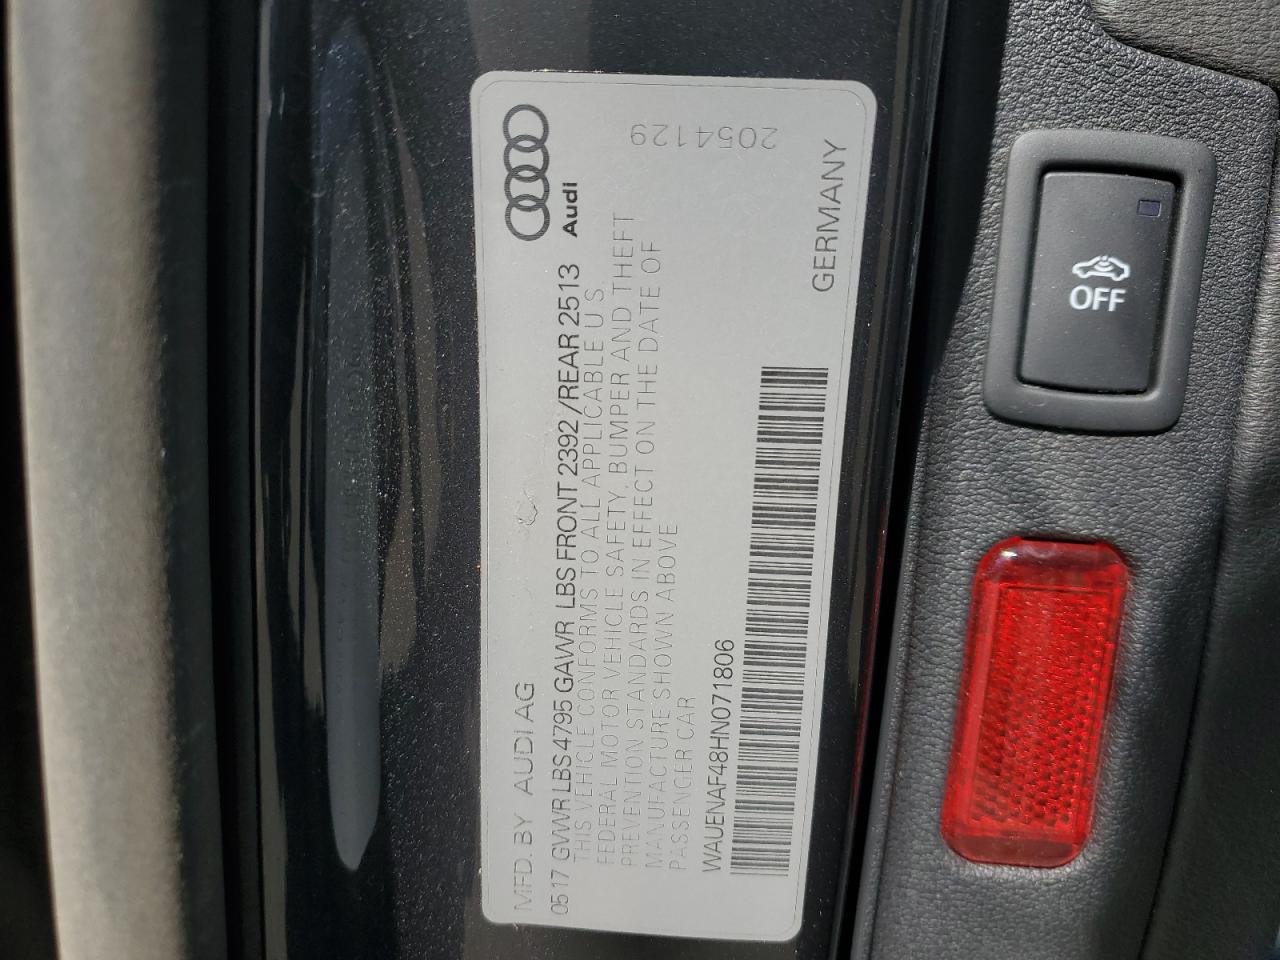 MFD. BY AUDI AG
Audi
0517 GVWR LBS 4795 GAWR LBS FRONT 2392 /REAR 2513
THIS VEHICLE CONFORMS TO ALL APPLICABLE U.S.
FEDERAL MOTOR VEHICLE SAFETY, BUMPER AND THEFT
PREVENTION STANDARDS IN EFFECT ON THE DATE OF
MANUFACTURE SHOWN ABOVE
PASSENGER CAR
2054129
WAUENAF48HN071806
GERMANY
OFF